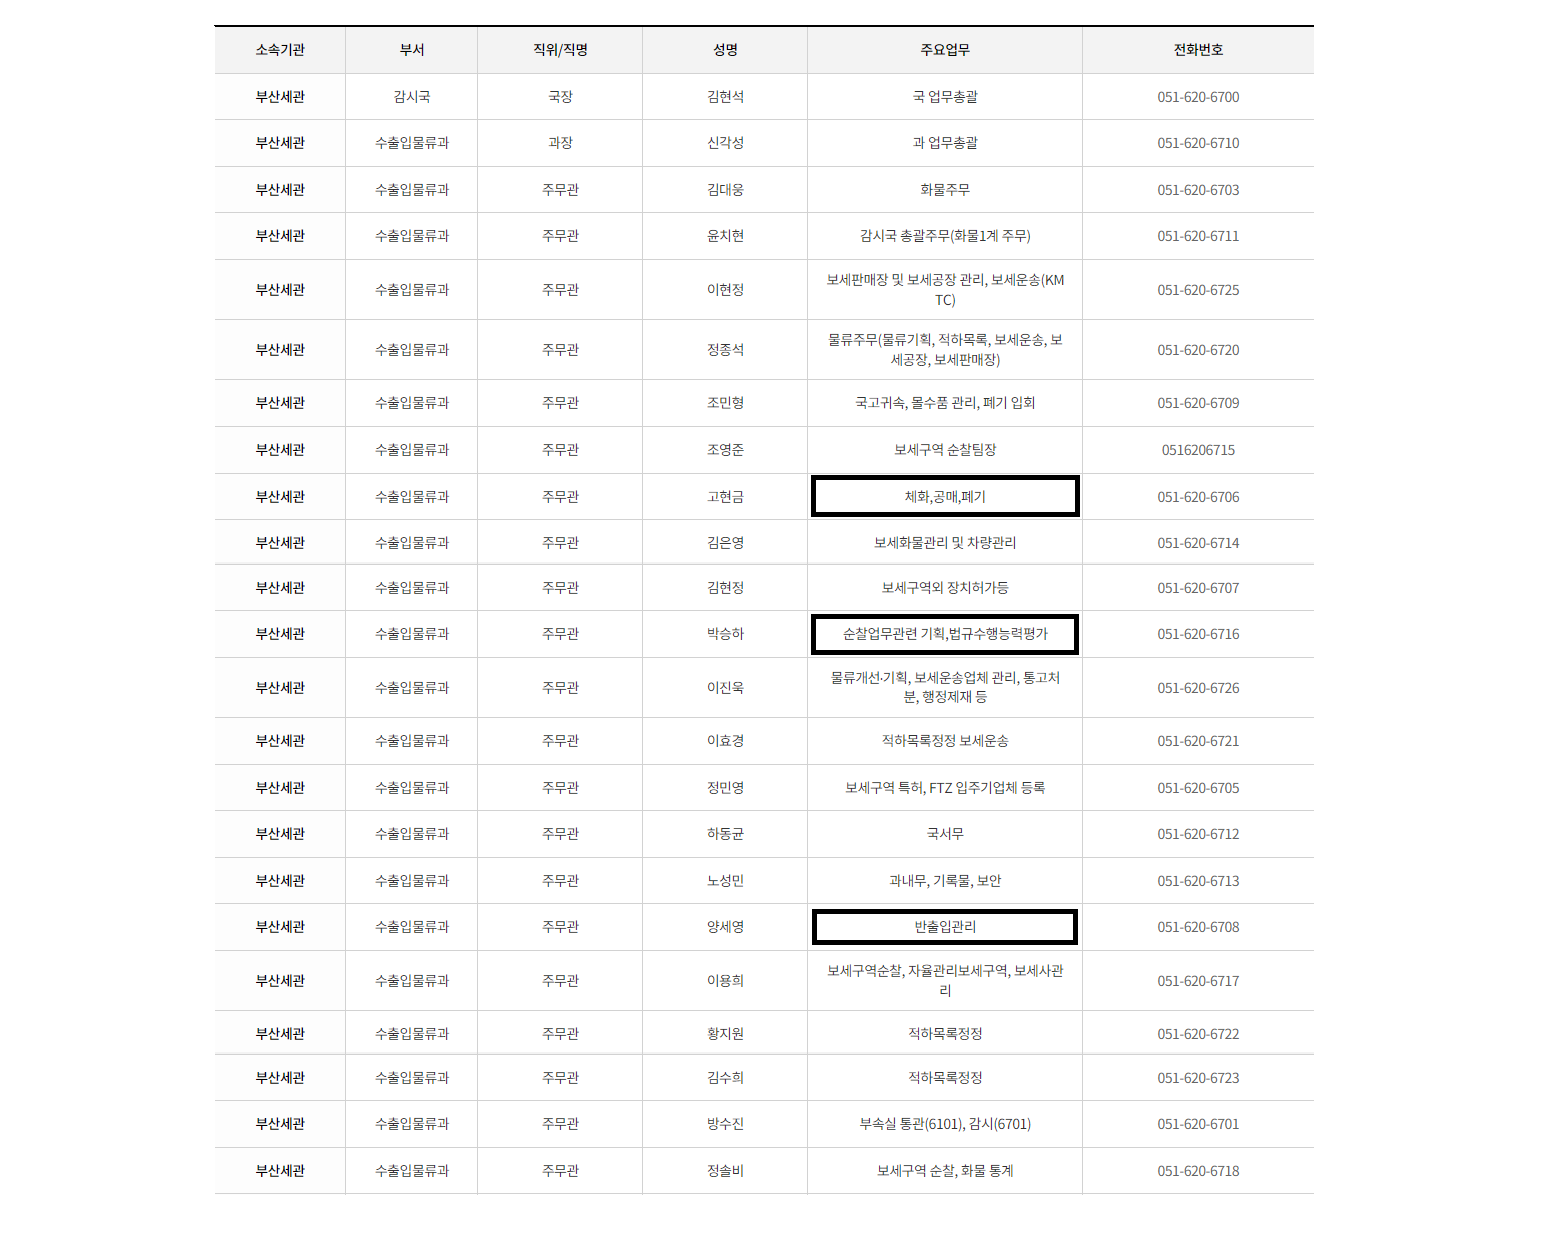 소속기관 부서 직위/직명 성명 주요업무 전화번호
부산세관 감시국 국장 김현석 국 업무총괄 051-620-6700
부산세관 수출입물류과 과장 신각성 과 업무총괄 051-620-6710
부산세관 수출입물류과 주무관 김대웅 화물주무 051-620-6703
부산세관 수출입물류과 주무관 윤치현 감시국 총괄주무(화물1계 주무) 051-620-6711
부산세관 수출입물류과 주무관 이현정 보세판매장 및 보세공장 관리, 보세운송(KM
TC) 051-620-6725
부산세관 수출입물류과 주무관 정종석 물류주무(물류기획, 적하목록, 보세운송, 보
세공장, 보세판매장) 051-620-6720
부산세관 수출입물류과 주무관 조민형 국고귀속, 몰수품 관리, 폐기 입회 051-620-6709
부산세관 수출입물류과 주무관 조영준 보세구역 순찰팀장 0516206715
부산세관 수출입물류과 주무관 고현금 체화,공매,폐기 051-620-6706
부산세관 수출입물류과 주무관 김은영 보세화물관리 및 차량관리 051-620-6714
부산세관 수출입물류과 주무관 김현정 보세구역외 장치허가등 051-620-6707
부산세관 수출입물류과 주무관 박승하 순찰업무관련 기획,법규수행능력평가 051-620-6716
부산세관 수출입물류과 주무관 이진욱 물류개선·기획, 보세운송업체 관리, 통고처
분, 행정제재 등 051-620-6726
부산세관 수출입물류과 주무관 이효경 적하목록정정 보세운송 051-620-6721
부산세관 수출입물류과 주무관 정민영 보세구역 특허, FTZ 입주기업체 등록 051-620-6705
부산세관 수출입물류과 주무관 하동균 국서무 051-620-6712
부산세관 수출입물류과 주무관 노성민 과내무, 기록물, 보안 051-620-6713
부산세관 수출입물류과 주무관 양세영 반출입관리 051-620-6708
부산세관 수출입물류과 주무관 이용희 보세구역순찰, 자율관리보세구역, 보세사관
리 051-620-6717
부산세관 수출입물류과 주무관 황지원 적하목록정정 051-620-6722
부산세관 수출입물류과 주무관 김수희 적하목록정정 051-620-6723
부산세관 수출입물류과 주무관 방수진 부속실 통관(6101), 감시(6701) 051-620-6701
부산세관 수출입물류과 주무관 정솔비 보세구역 순찰, 화물 통계 051-620-6718